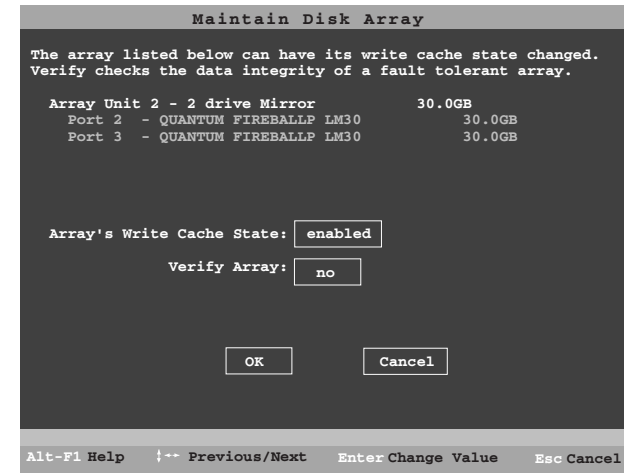 Maintain Disk Array
The array listed below can have its write cache state changed.
Verify checks the data integrity of a fault tolerant array.
Array Unit 2 - 2 drive Mirror 30.0GB
Port 2 - QUANTUM FIREBALLP LM30 30.0GB
Port 3 - QUANTUM FIREBALLP LM30 30.0GB
Array's Write Cache State: enabled
Verify Array: no
OK Cancel
Alt-F1 Help Previous/Next Enter Change Value Esc Cancel